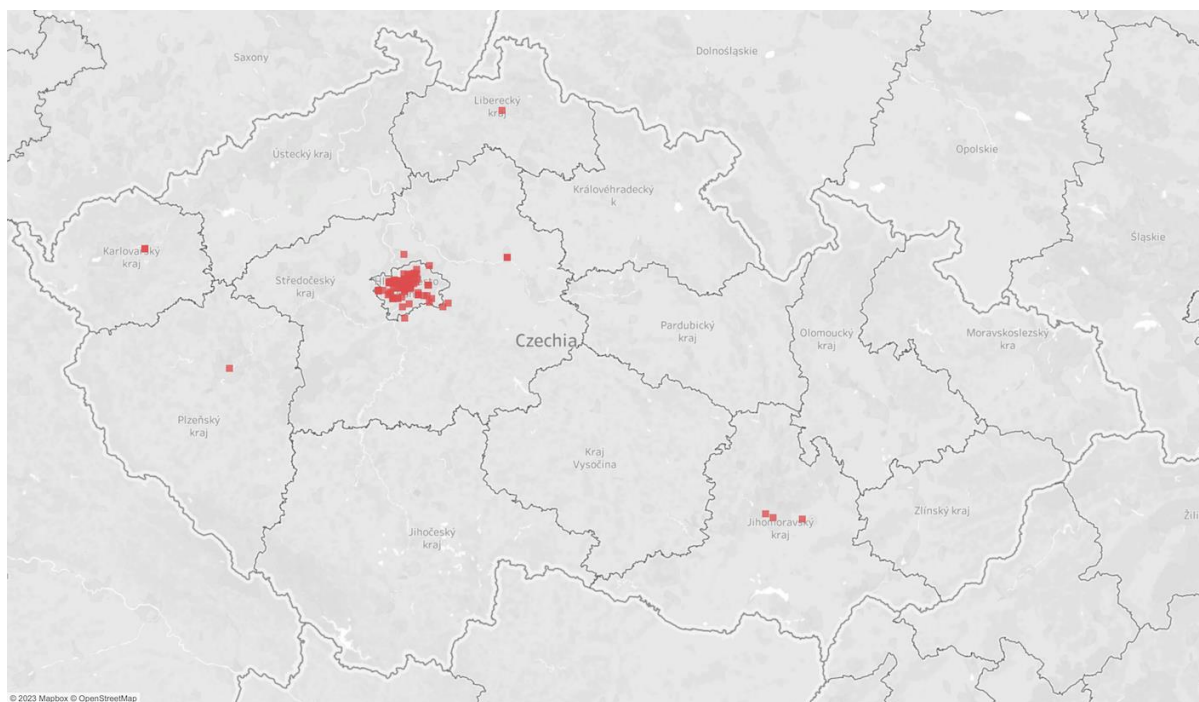 Saxony
Dolnośląskie
Liberecký
kraj
Ústecký kraj
Opolskie
Královéhradecký
k
Śląskie
Karlovarský
kraj
Středočeský
kraj
Czechia
Pardubický
kraj
Olomoucký
kraj
Moravskoslezský
kra
Plzeňský
kraj
Kraj
Vysočina
Jihočeský
kraj
Jihomoravský
kraj
Zlínský kraj
Žili
© 2023 Mapbox © OpenStreetMap